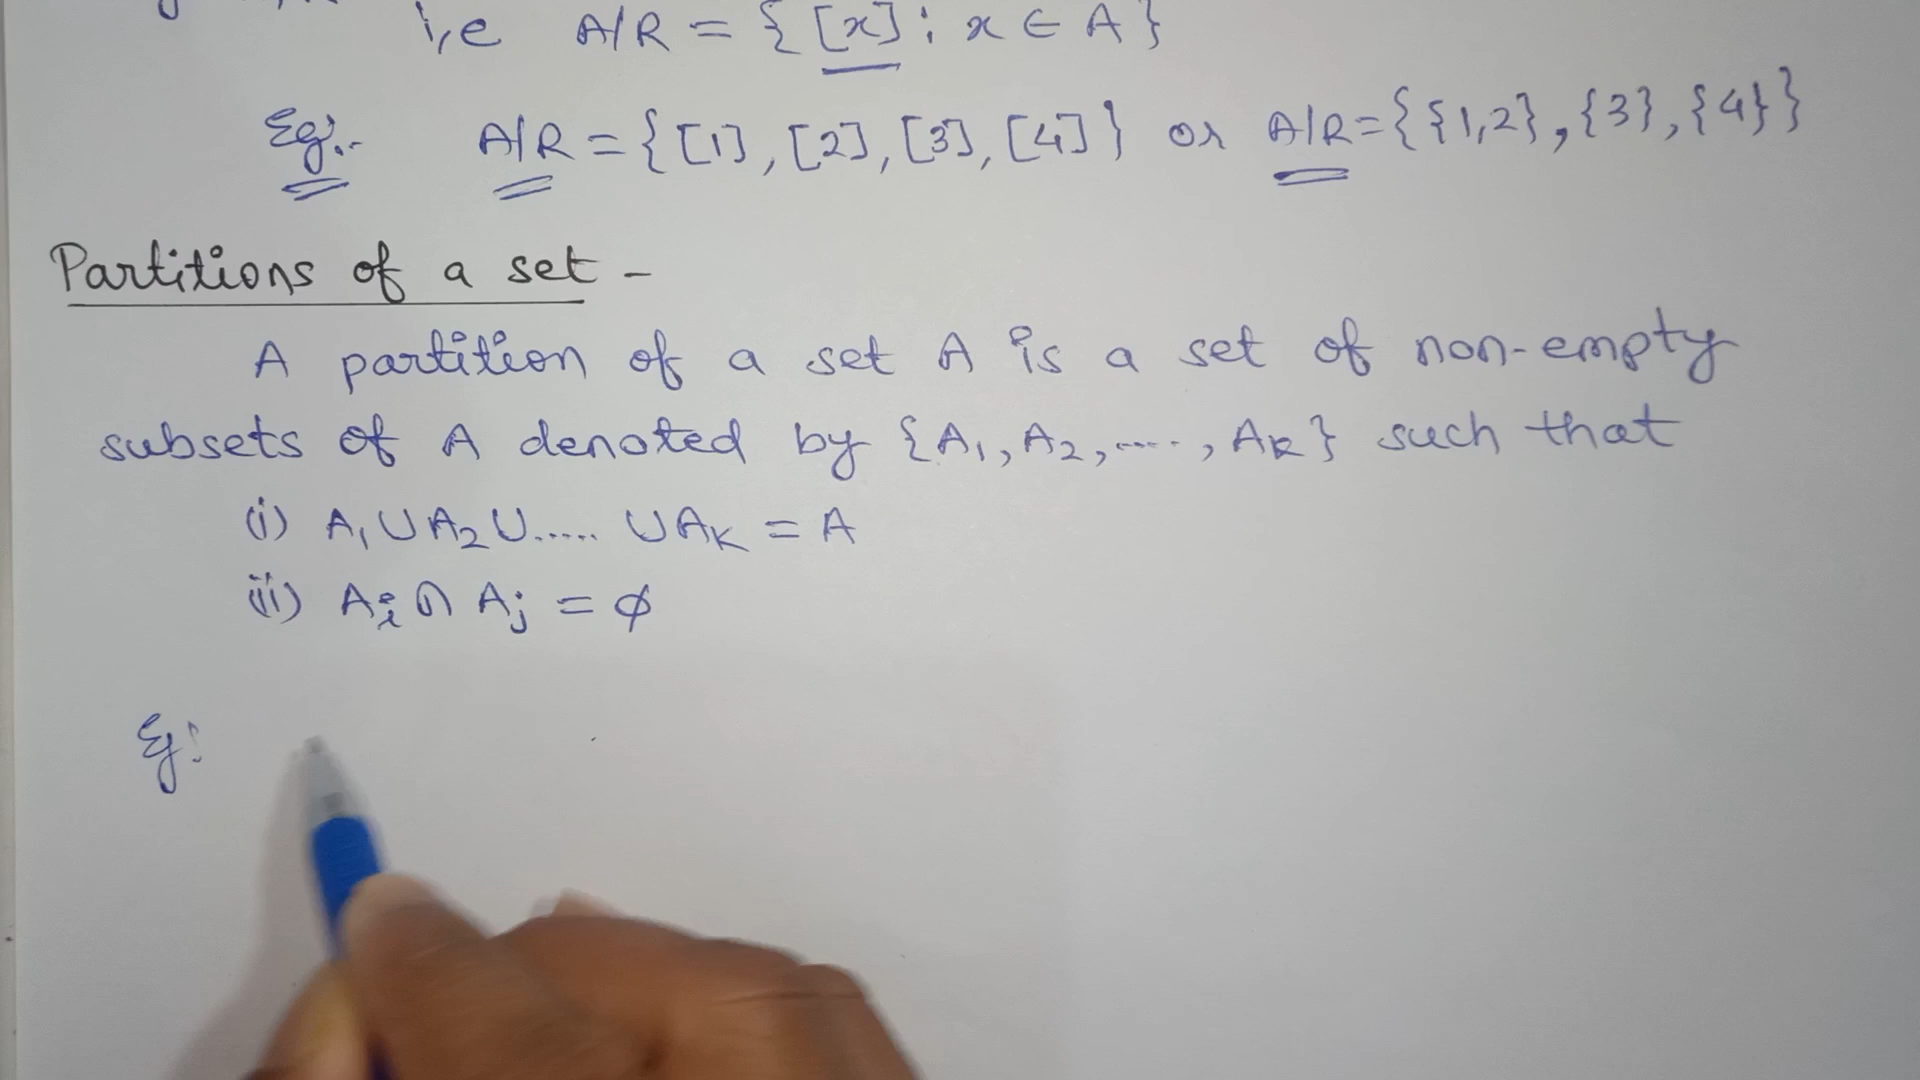 i,e A/R = { [x] : x ∈ A }
Eg:- A/R = { [1], [2], [3], [4] } or A/R = { {1,2}, {3}, {4} }
Partitions of a set -
A partition of a set A is a set of non-empty
subsets of A denoted by {A₁, A₂, ....., Aₖ} such that
(i) A₁ ∪ A₂ ∪ ..... ∪ Aₖ = A
(ii) Aᵢ ∩ Aⱼ = ϕ
Eg: